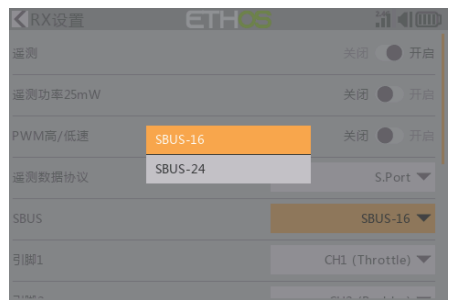 RX设置 ETHOS
遥测 关闭 开启
遥测功率25mW 关闭 开启
PWM高/低速 关闭 开启
SBUS-16
SBUS-24
遥测数据协议 S.Port
SBUS SBUS-16
引脚1 CH1 (Throttle)